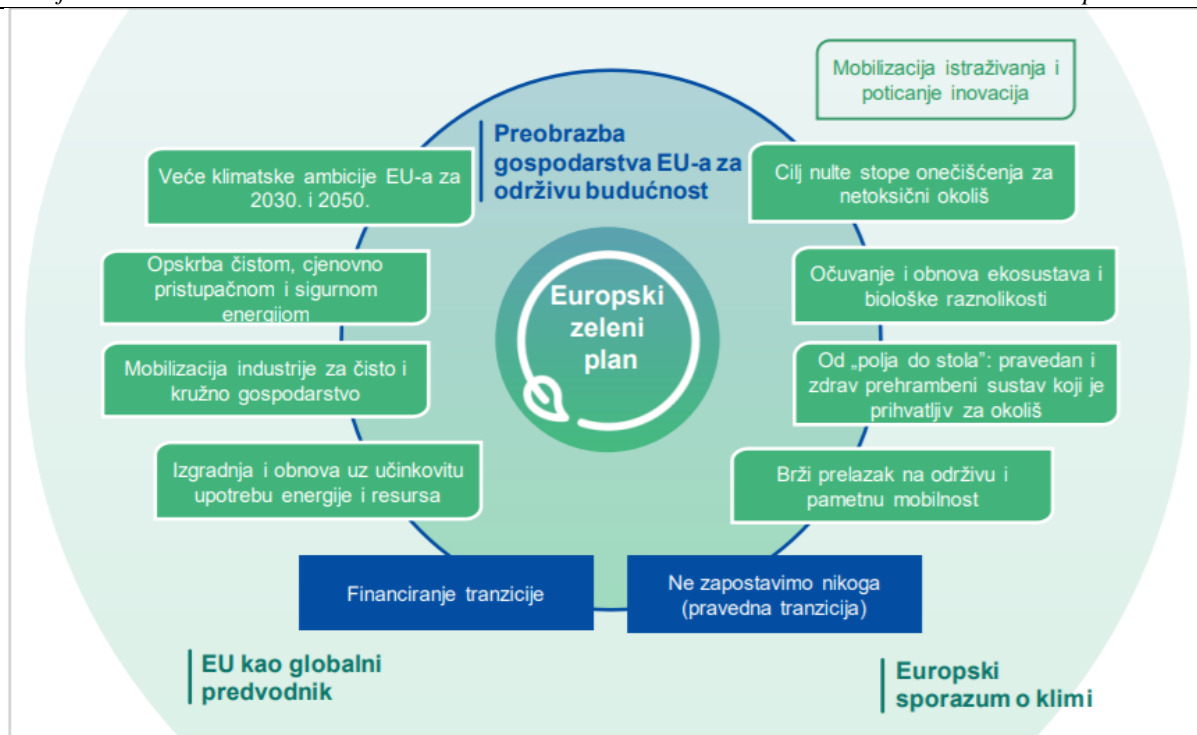 Mobilizacija istraživanja i
poticanje inovacija
Preobrazba
gospodarstva EU-a za
održivu budućnost
Veće klimatske ambicije EU-a za
2030. i 2050.
Cilj nulte stope onečišćenja za
netoksični okoliš
Opskrba čistom, cjenovno
pristupačnom i sigurnom
energijom
Očuvanje i obnova ekosustava i
biološke raznolikosti
Europski
zeleni
plan
Mobilizacija industrije za čisto i
kružno gospodarstvo
Od „polja do stola”: pravedan i
zdrav prehrambeni sustav koji je
prihvatljiv za okoliš
Izgradnja i obnova uz učinkovitu
upotrebu energije i resursa
Brži prelazak na održivu i
pametnu mobilnost
Financiranje tranzicije
Ne zapostavimo nikoga
(pravedna tranzicija)
EU kao globalni
predvodnik
Europski
sporazum o klimi